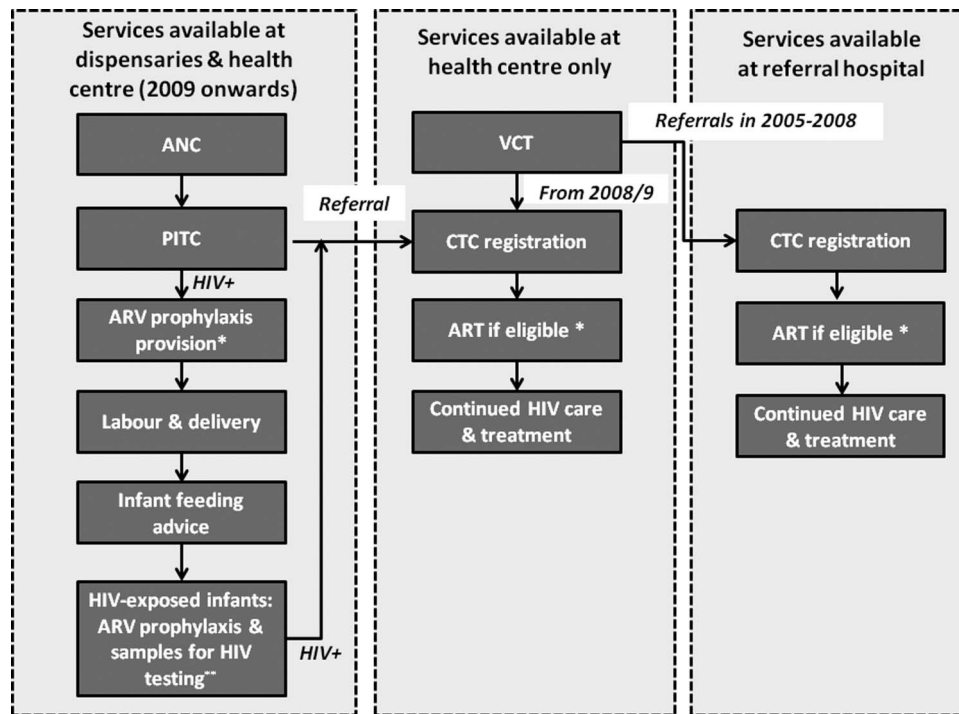 Services available at
dispensaries & health
centre (2009 onwards)
ANC
PITC
HIV+
ARV prophylaxis
provision*
Labour & delivery
Infant feeding
advice
HIV-exposed infants:
ARV prophylaxis &
samples for HIV
testing**
HIV+
Referral
Services available at
health centre only
VCT
From 2008/9
CTC registration
ART if eligible *
Continued HIV care
& treatment
Services available
at referral hospital
Referrals in 2005-2008
CTC registration
ART if eligible *
Continued HIV care
& treatment